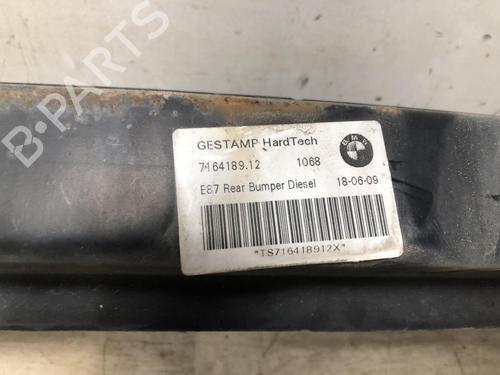 GESTAMP HardTech
7164189.12 1068 BMW
E87 Rear Bumper Diesel 18-06-09
*TS716418912X*
B-PARTS